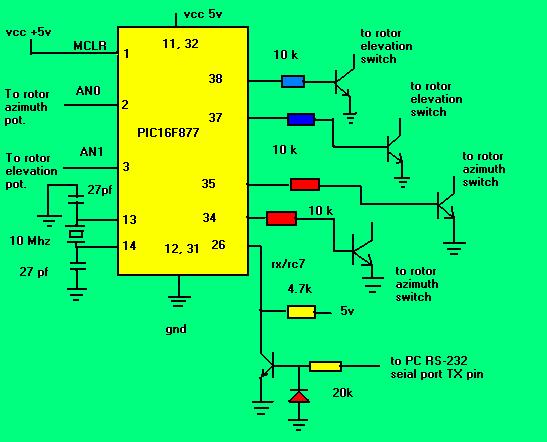 vcc 5v
vcc +5v
MCLR
1
11, 32
to rotor
elevation
switch
10 k
38
To rotor
azimuth
pot.
AN0
2
37
PIC16F877
to rotor
elevation
switch
10 k
To rotor
elevation
pot.
AN1
3
35
to rotor
azimuth
switch
27pf
10 k
34
13
10 Mhz
14
12, 31
26
27 pf
rx/rc7
to rotor
azimuth
switch
4.7k
5v
gnd
to PC RS-232
seial port TX pin
20k